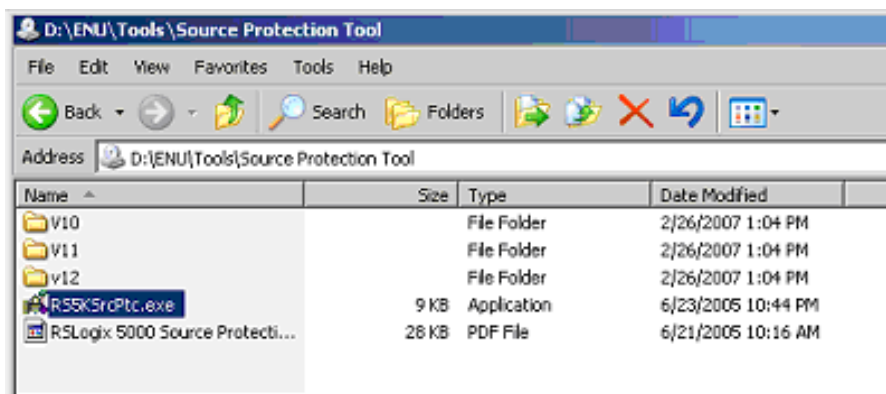 D:\ENU\Tools\Source Protection Tool
File Edit View Favorites Tools Help
Back Search Folders
Address D:\ENU\Tools\Source Protection Tool
Name Size Type Date Modified
V10 File Folder 2/26/2007 1:04 PM
V11 File Folder 2/26/2007 1:04 PM
v12 File Folder 2/26/2007 1:04 PM
RS5KSrcPtc.exe 9 KB Application 6/23/2005 10:44 PM
RSLogix 5000 Source Protecti... 28 KB PDF File 6/21/2005 10:16 AM